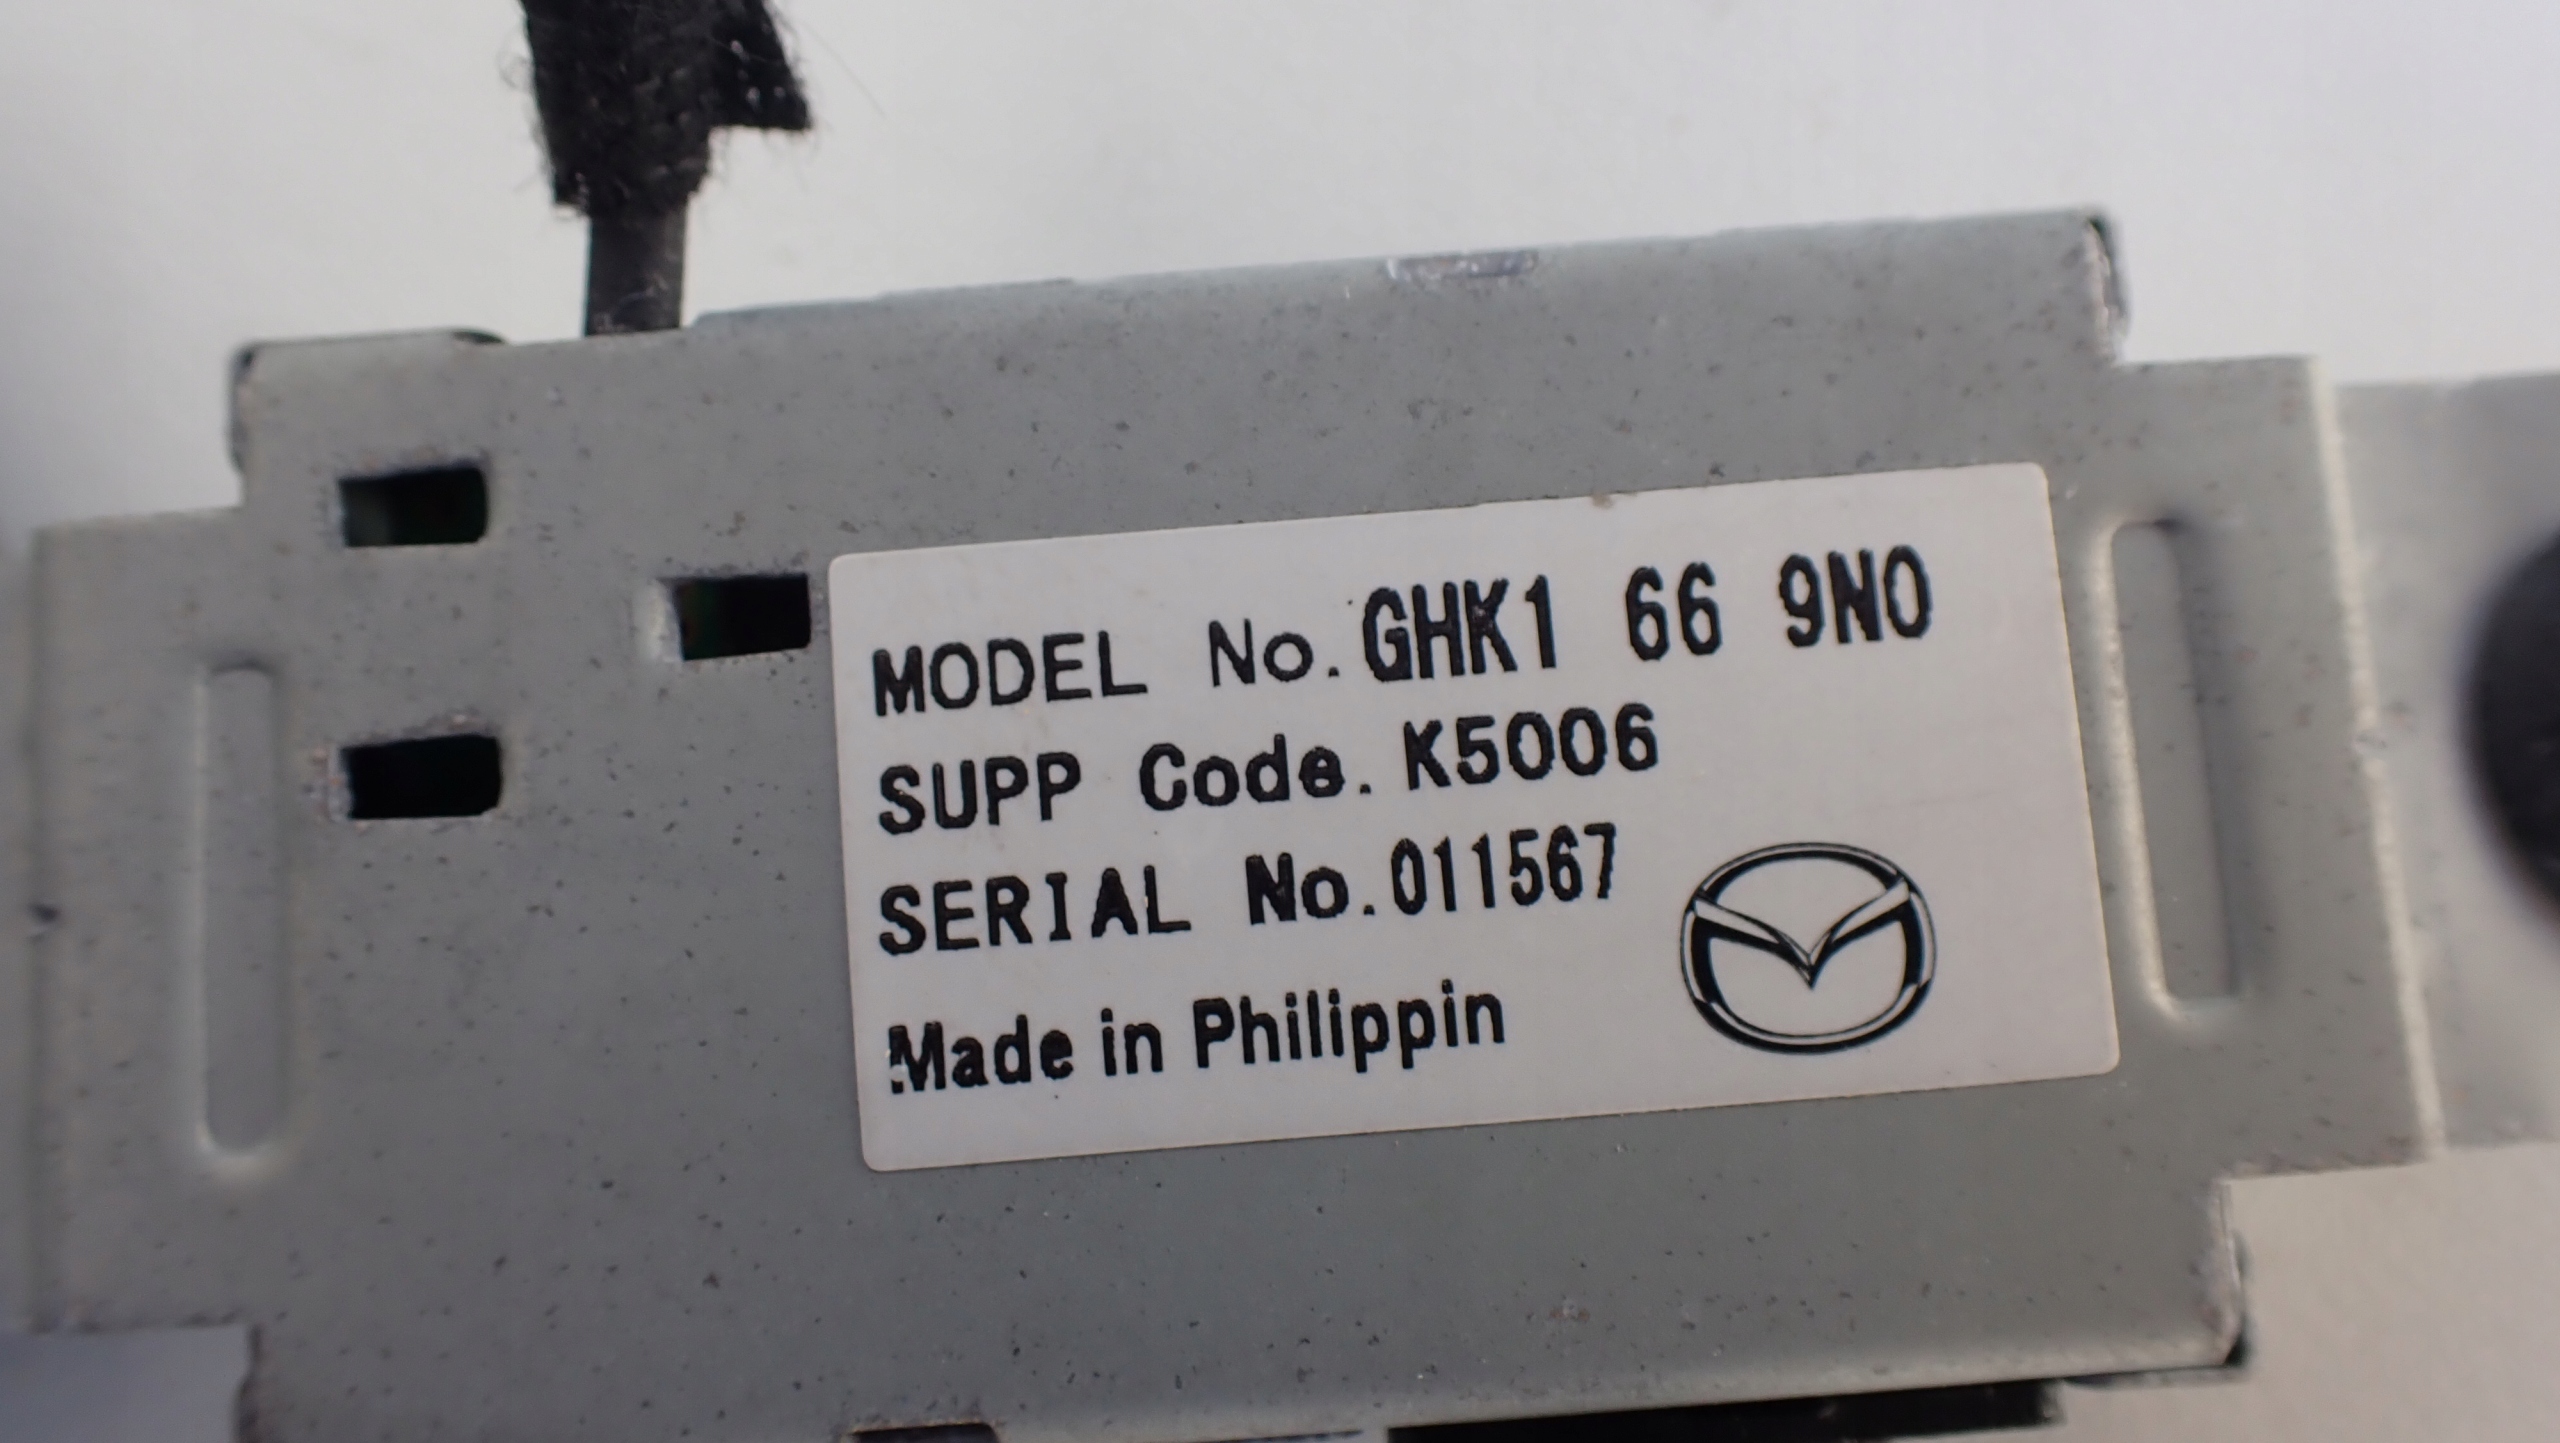 MODEL No. GHK1 66 9N0
SUPP Code. K5006
SERIAL No. 011567
Made in Philippin